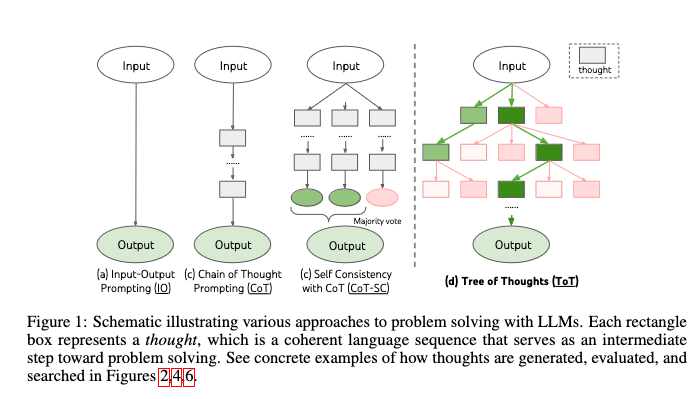 Input
Input
Input
Input
thought
......
......
......
......
......
Majority vote
Output
Output
Output
Output
(a) Input-Output
Prompting (IO)
(c) Chain of Thought
Prompting (CoT)
(c) Self Consistency
with CoT (CoT-SC)
(d) Tree of Thoughts (ToT)
Figure 1: Schematic illustrating various approaches to problem solving with LLMs. Each rectangle
box represents a thought, which is a coherent language sequence that serves as an intermediate
step toward problem solving. See concrete examples of how thoughts are generated, evaluated, and
searched in Figures 2,4,6.